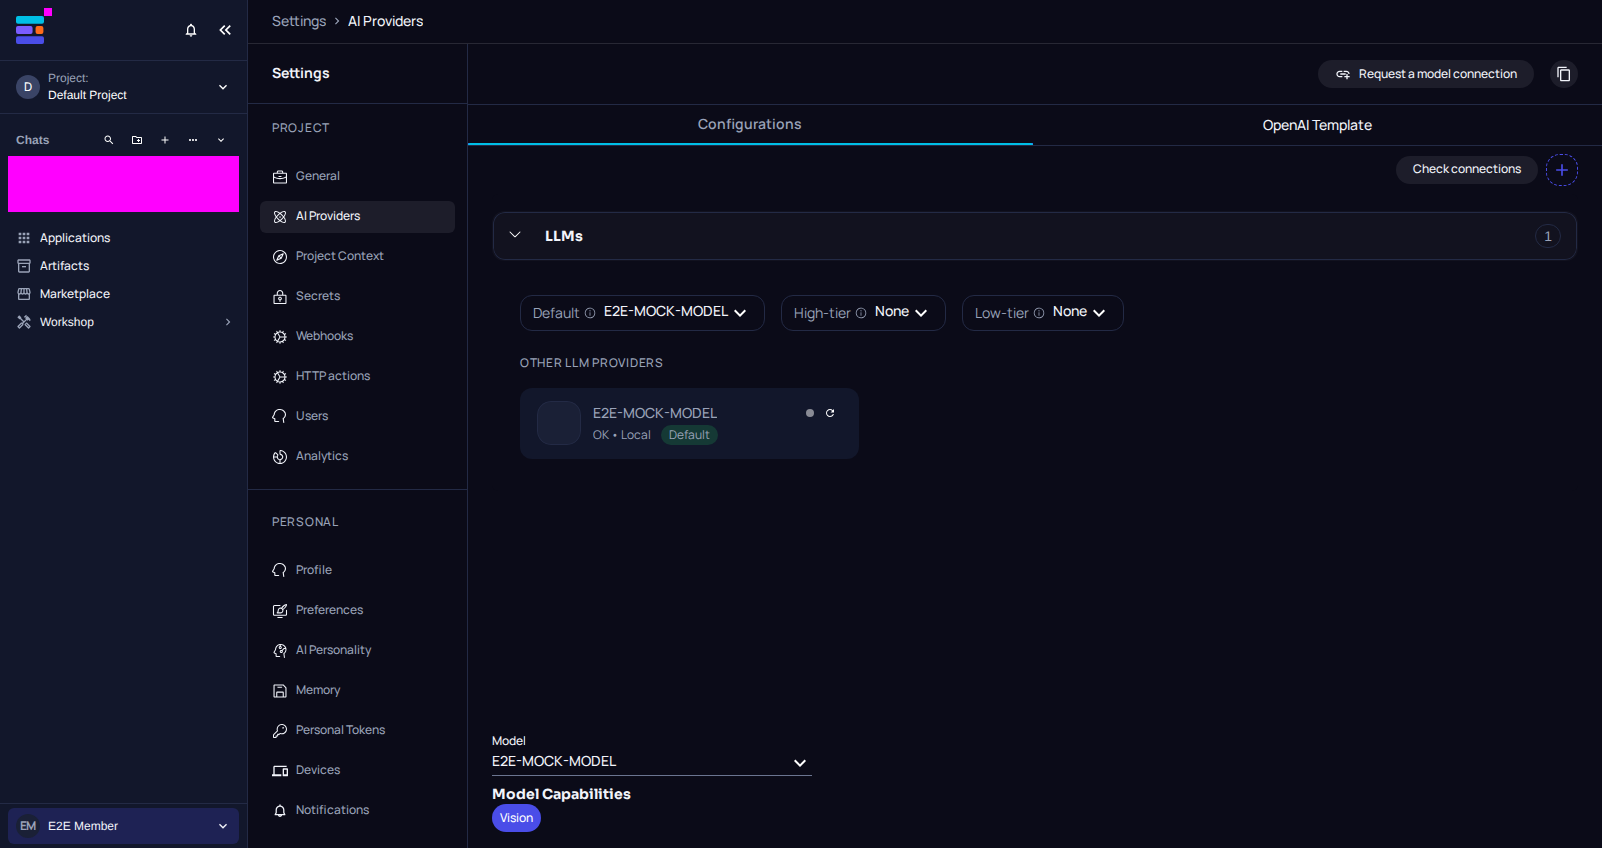 Settings › AI Providers
Project:
D
Default Project
Chats
Applications
Artifacts
Marketplace
Workshop
EM
E2E Member
Settings
PROJECT
General
AI Providers
Project Context
Secrets
Webhooks
HTTP actions
Users
Analytics
PERSONAL
Profile
Preferences
AI Personality
Memory
Personal Tokens
Devices
Notifications
Request a model connection
Configurations
OpenAI Template
Check connections
LLMs
1
Default E2E-MOCK-MODEL
High-tier None
Low-tier None
OTHER LLM PROVIDERS
E2E-MOCK-MODEL
OK • Local Default
Model
E2E-MOCK-MODEL
Model Capabilities
Vision